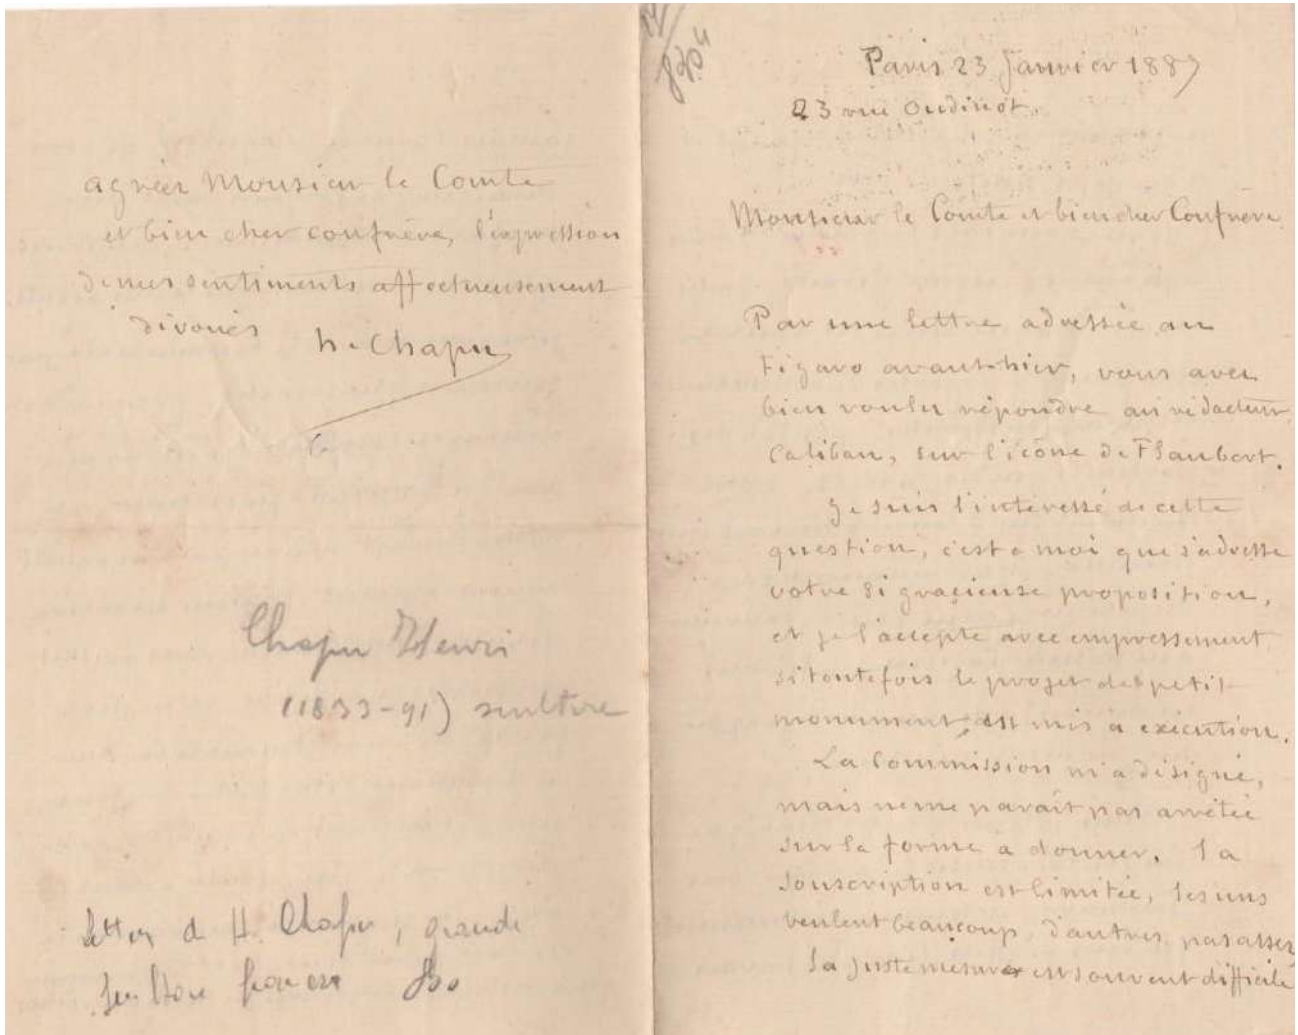 Paris 23 Janvier 1887
23 rue Oudinot.
Monsieur le Comte et bien cher Confrère
Par une lettre adressée au
Figaro avant-hier, vous avez
bien voulu répondre au rédacteur
Caliban, sur l'icône de Flaubert.
Je suis l'intéressé de cette
question, c'est a moi que s'adresse
votre si gracieuse proposition,
et je l'accepte avec empressement
si toutefois le projet de petit
monument, est mis à exécution.
La Commission m'a désigné,
mais ne me paraît pas arrêtée
sur la forme a donner, la
souscription est limitée, les uns
veulent beaucoup, d'autres pas assez
la juste mesure est souvent difficile
agréer Monsieur le Comte
et bien cher confrère, l'expression
de mes sentiments affectueusement
dévoués
h. Chapu
Chapu Henri
(1833-91)
H. Chapu, grande